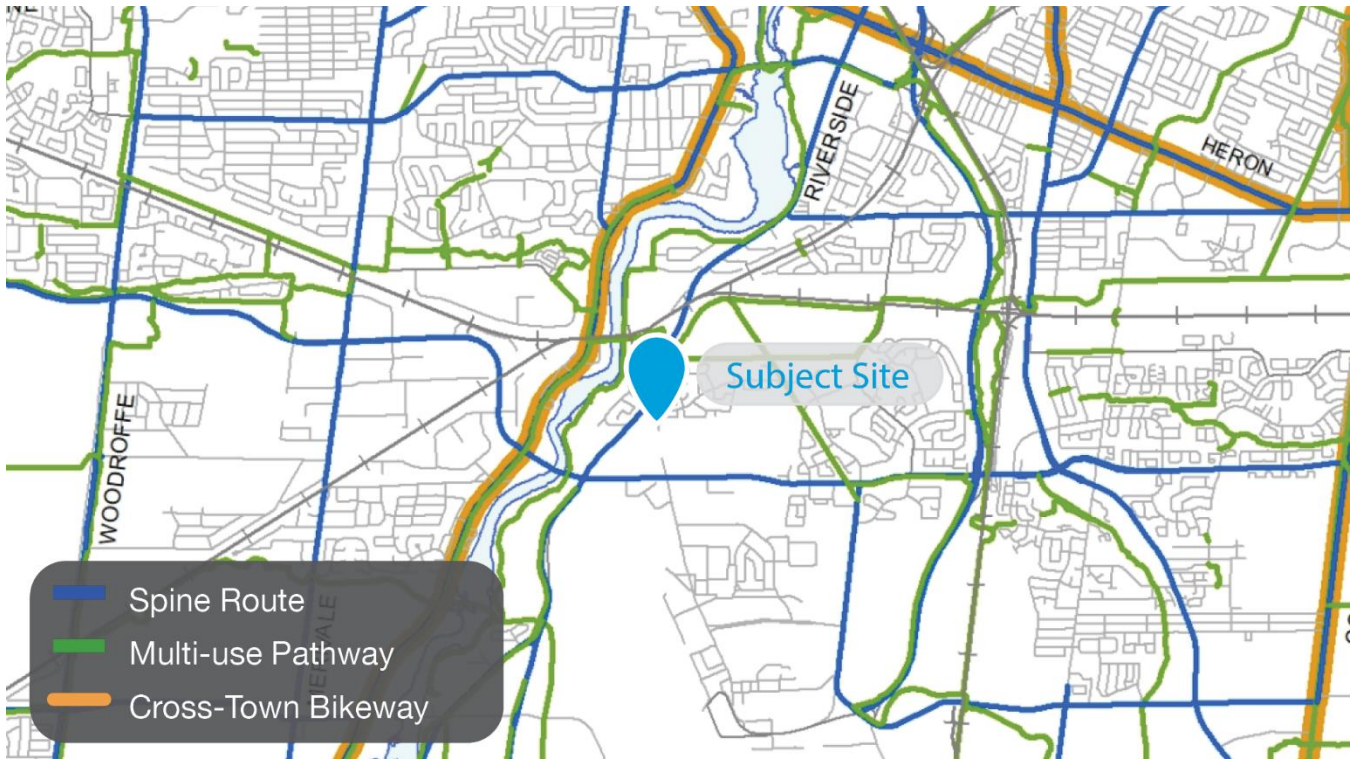 RIVERSIDE
HERON
Subject Site
WOODROFFE
Spine Route
Multi-use Pathway
Cross-Town Bikeway